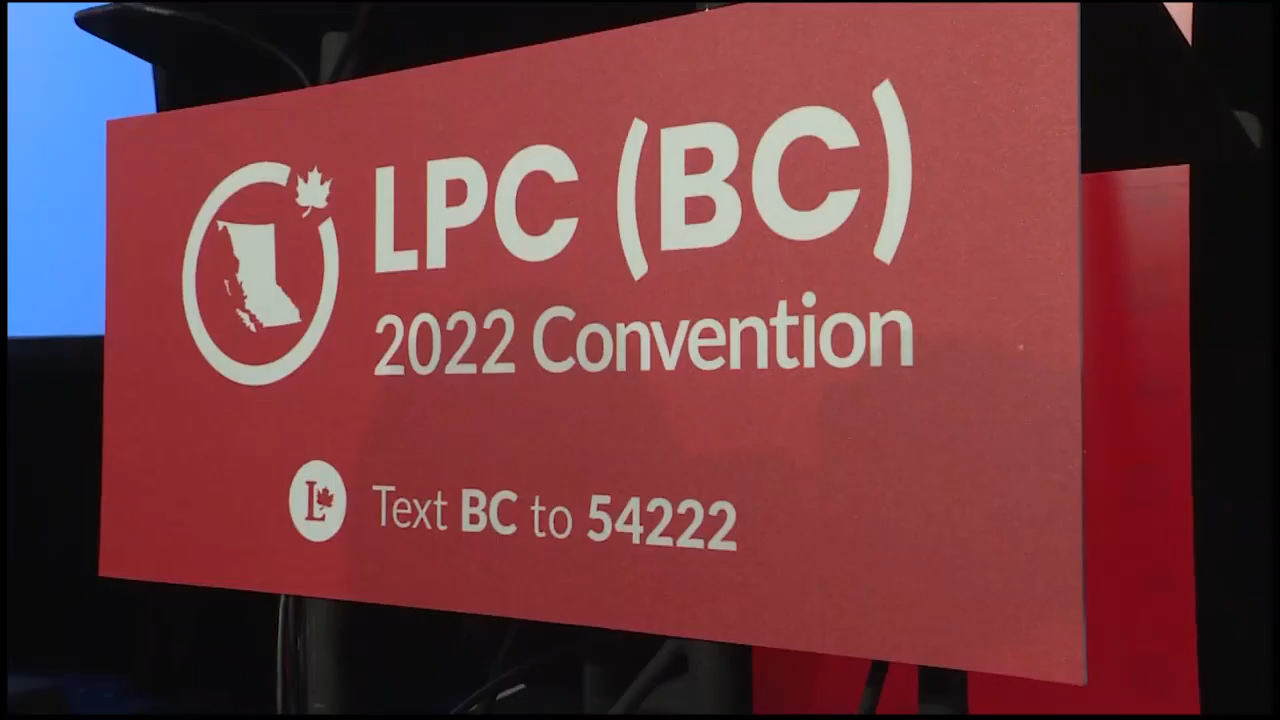 LPC (BC)
2022 Convention
L
Text BC to 54222